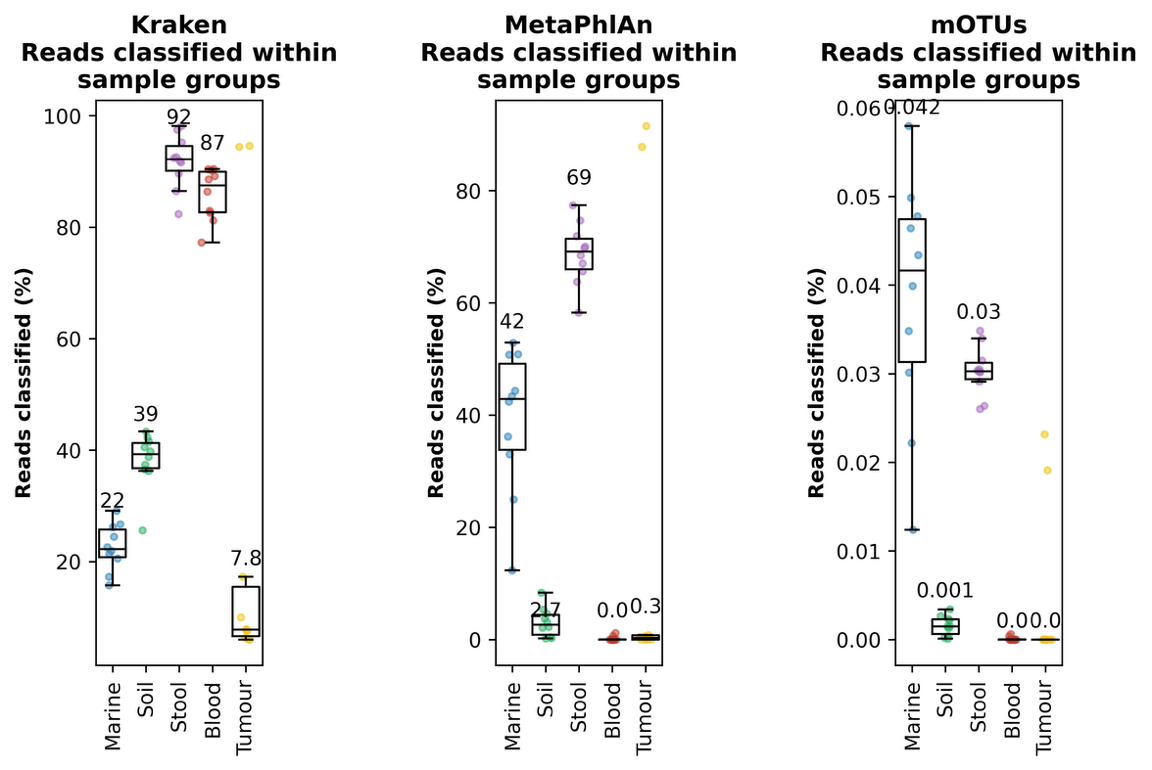 Kraken
Reads classified within
sample groups
Reads classified (%)
100
80
60
40
20
22
39
92
87
7.8
Marine
Soil
Stool
Blood
Tumour
MetaPhlAn
Reads classified within
sample groups
Reads classified (%)
80
60
40
20
0
42
2.7
69
0.0
0.3
Marine
Soil
Stool
Blood
Tumour
mOTUs
Reads classified within
sample groups
Reads classified (%)
0.06
0.05
0.04
0.03
0.02
0.01
0.00
0.042
0.001
0.03
0.0
0.0
Marine
Soil
Stool
Blood
Tumour